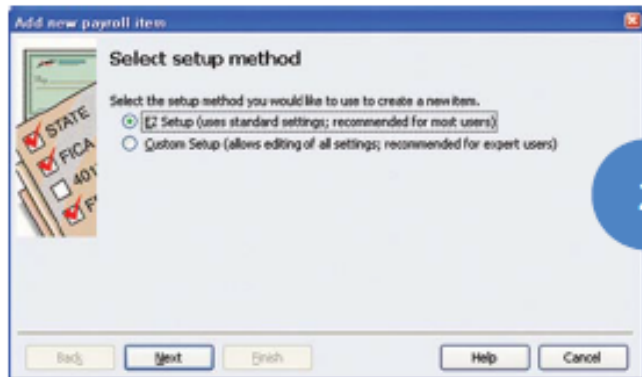 Add new payroll item
Select setup method
Select the setup method you would like to use to create a new item.
EZ Setup (uses standard settings; recommended for most users)
Custom Setup (allows editing of all settings; recommended for expert users)
STATE
FICA
401
Back
Next
Finish
Help
Cancel